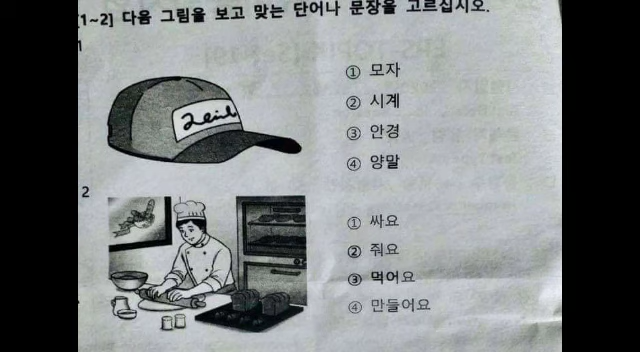 [1~2] 다음 그림을 보고 맞는 단어나 문장을 고르십시오.
1
① 모자
② 시계
③ 안경
④ 양말
2
① 싸요
② 줘요
③ 먹어요
④ 만들어요